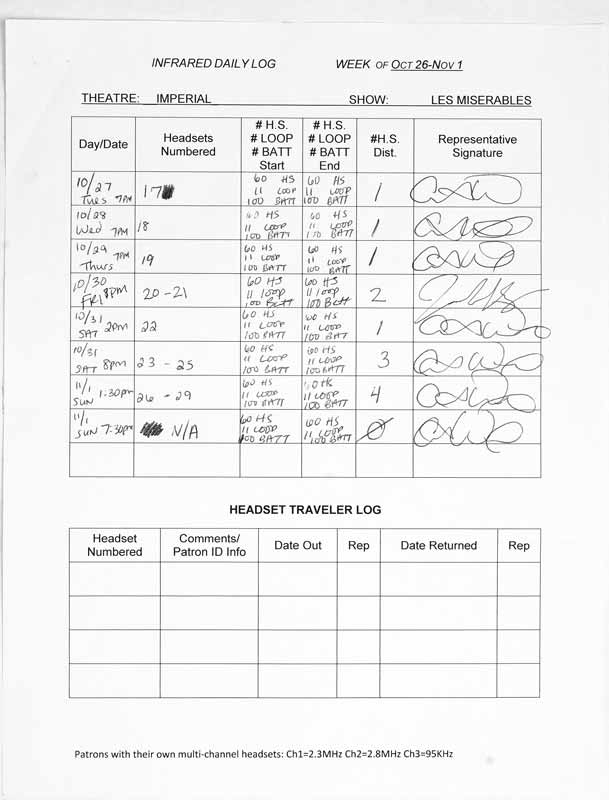 INFRARED DAILY LOG WEEK OF OCT 26-NOV 1
THEATRE: IMPERIAL SHOW: LES MISERABLES
Day/Date
Headsets
Numbered
# H.S.
# LOOP
# BATT
Start
# H.S.
# LOOP
# BATT
End
#H.S.
Dist.
Representative
Signature
10/27
Tues 7PM
17
60 HS
11 LOOP
100 BATT
60 HS
11 LOOP
100 BATT
1
10/28
Wed 7PM
18
60 HS
11 LOOP
100 BATT
60 HS
11 LOOP
100 BATT
1
10/29
Thurs 7PM
19
60 HS
11 LOOP
100 BATT
60 HS
11 LOOP
100 BATT
1
10/30
FRI 8PM
20-21
60 HS
11 loop
100 Batt
60 HS
11 loop
100 Batt
2
10/31
SAT 2PM
22
60 HS
11 LOOP
100 BATT
60 HS
11 LOOP
100 BATT
1
10/31
SAT 8PM
23 - 25
60 HS
11 LOOP
100 BATT
60 HS
11 LOOP
100 BATT
3
11/1
SUN 1:30pm
26 - 29
60 HS
11 LOOP
100 BATT
60 HS
11 LOOP
100 BATT
4
11/1
SUN 7:30pm
N/A
60 HS
11 LOOP
100 BATT
60 HS
11 LOOP
100 BATT
0
HEADSET TRAVELER LOG
Headset
Numbered
Comments/
Patron ID Info
Date Out
Rep
Date Returned
Rep
Patrons with their own multi-channel headsets: Ch1=2.3MHz Ch2=2.8MHz Ch3=95KHz